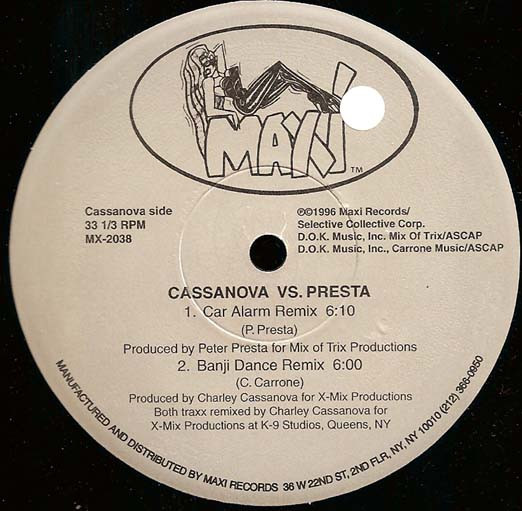 MAXI
TM
Cassanova side
33 1/3 RPM
MX-2038
℗©1996 Maxi Records/
Selective Collective Corp.
D.O.K. Music, Inc. Mix Of Trix/ASCAP
D.O.K. Music, Inc., Carrone Music/ASCAP
CASSANOVA VS. PRESTA
1. Car Alarm Remix 6:10
(P. Presta)
Produced by Peter Presta for Mix of Trix Productions
2. Banji Dance Remix 6:00
(C. Carrone)
Produced by Charley Cassanova for X-Mix Productions
Both traxx remixed by Charley Cassanova for
X-Mix Productions at K-9 Studios, Queens, NY
MANUFACTURED AND DISTRIBUTED BY MAXI RECORDS 36 W 22ND ST, 2ND FLR, NY, NY 10010 (212) 366-0950